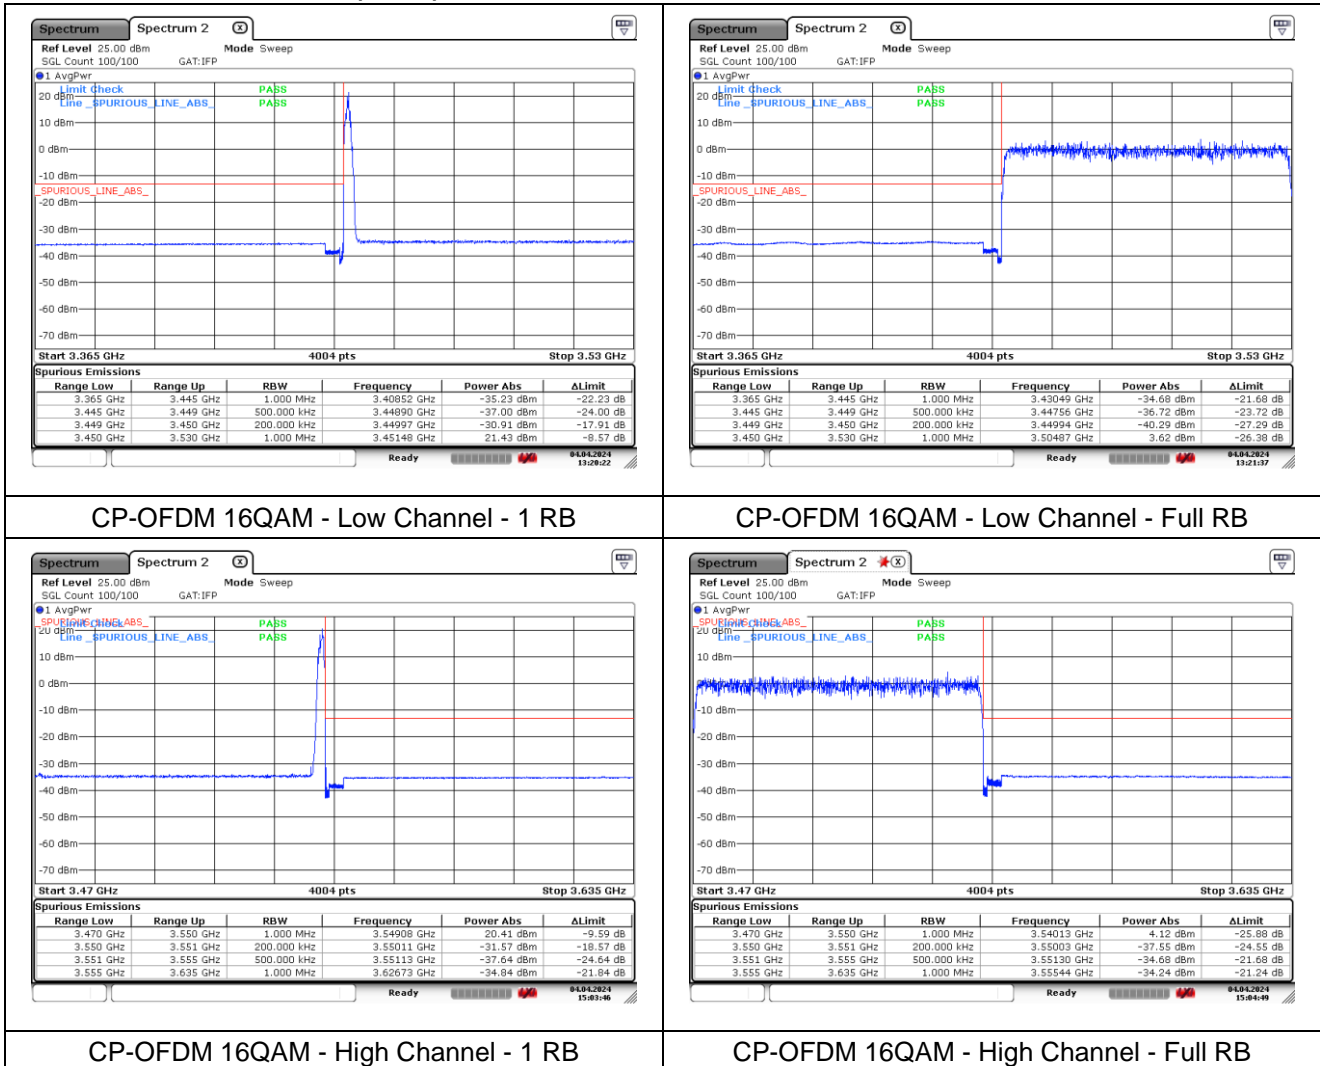 Spectrum Spectrum 2 X
Ref Level 25.00 dBm Mode Sweep
SGL Count 100/100 GAT:IFP
1 AvgPwr
Limit Check PASS
20 dBm
Line _SPURIOUS_LINE_ABS_ PASS
10 dBm
0 dBm
-10 dBm
_SPURIOUS_LINE_ABS_
-20 dBm
-30 dBm
-40 dBm
-50 dBm
-60 dBm
-70 dBm
Start 3.365 GHz 4004 pts Stop 3.53 GHz
Spurious Emissions
Range Low Range Up RBW Frequency Power Abs ΔLimit
3.365 GHz 3.445 GHz 1.000 MHz 3.40852 GHz -35.23 dBm -22.23 dB
3.445 GHz 3.449 GHz 500.000 kHz 3.44890 GHz -37.00 dBm -24.00 dB
3.449 GHz 3.450 GHz 200.000 kHz 3.44997 GHz -30.91 dBm -17.91 dB
3.450 GHz 3.530 GHz 1.000 MHz 3.45148 GHz 21.43 dBm -8.57 dB
Ready 04.04.2024
13:20:22
CP-OFDM 16QAM - Low Channel - 1 RB
Spectrum Spectrum 2 X
Ref Level 25.00 dBm Mode Sweep
SGL Count 100/100 GAT:IFP
1 AvgPwr
Limit Check PASS
20 dBm
Line _SPURIOUS_LINE_ABS_ PASS
10 dBm
0 dBm
-10 dBm
_SPURIOUS_LINE_ABS_
-20 dBm
-30 dBm
-40 dBm
-50 dBm
-60 dBm
-70 dBm
Start 3.365 GHz 4004 pts Stop 3.53 GHz
Spurious Emissions
Range Low Range Up RBW Frequency Power Abs ΔLimit
3.365 GHz 3.445 GHz 1.000 MHz 3.43049 GHz -34.68 dBm -21.68 dB
3.445 GHz 3.449 GHz 500.000 kHz 3.44756 GHz -36.72 dBm -23.72 dB
3.449 GHz 3.450 GHz 200.000 kHz 3.44994 GHz -40.29 dBm -27.29 dB
3.450 GHz 3.530 GHz 1.000 MHz 3.50487 GHz 3.62 dBm -26.38 dB
Ready 04.04.2024
13:21:37
CP-OFDM 16QAM - Low Channel - Full RB
Spectrum Spectrum 2 X
Ref Level 25.00 dBm Mode Sweep
SGL Count 100/100 GAT:IFP
1 AvgPwr
_SPURIOUS_LINE_ABS_
Limit Check PASS
20 dBm
Line _SPURIOUS_LINE_ABS_ PASS
10 dBm
0 dBm
-10 dBm
-20 dBm
-30 dBm
-40 dBm
-50 dBm
-60 dBm
-70 dBm
Start 3.47 GHz 4004 pts Stop 3.635 GHz
Spurious Emissions
Range Low Range Up RBW Frequency Power Abs ΔLimit
3.470 GHz 3.550 GHz 1.000 MHz 3.54908 GHz 20.41 dBm -9.59 dB
3.550 GHz 3.551 GHz 200.000 kHz 3.55011 GHz -31.57 dBm -18.57 dB
3.551 GHz 3.555 GHz 500.000 kHz 3.55113 GHz -37.64 dBm -24.64 dB
3.555 GHz 3.635 GHz 1.000 MHz 3.62673 GHz -34.84 dBm -21.84 dB
Ready 04.04.2024
15:03:46
CP-OFDM 16QAM - High Channel - 1 RB
Spectrum Spectrum 2 X
Ref Level 25.00 dBm Mode Sweep
SGL Count 100/100 GAT:IFP
1 AvgPwr
_SPURIOUS_LINE_ABS_
Limit Check PASS
20 dBm
Line _SPURIOUS_LINE_ABS_ PASS
10 dBm
0 dBm
-10 dBm
-20 dBm
-30 dBm
-40 dBm
-50 dBm
-60 dBm
-70 dBm
Start 3.47 GHz 4004 pts Stop 3.635 GHz
Spurious Emissions
Range Low Range Up RBW Frequency Power Abs ΔLimit
3.470 GHz 3.550 GHz 1.000 MHz 3.54013 GHz 4.12 dBm -25.88 dB
3.550 GHz 3.551 GHz 200.000 kHz 3.55003 GHz -37.55 dBm -24.55 dB
3.551 GHz 3.555 GHz 500.000 kHz 3.55130 GHz -34.68 dBm -21.68 dB
3.555 GHz 3.635 GHz 1.000 MHz 3.55544 GHz -34.24 dBm -21.24 dB
Ready 04.04.2024
15:04:49
CP-OFDM 16QAM - High Channel - Full RB